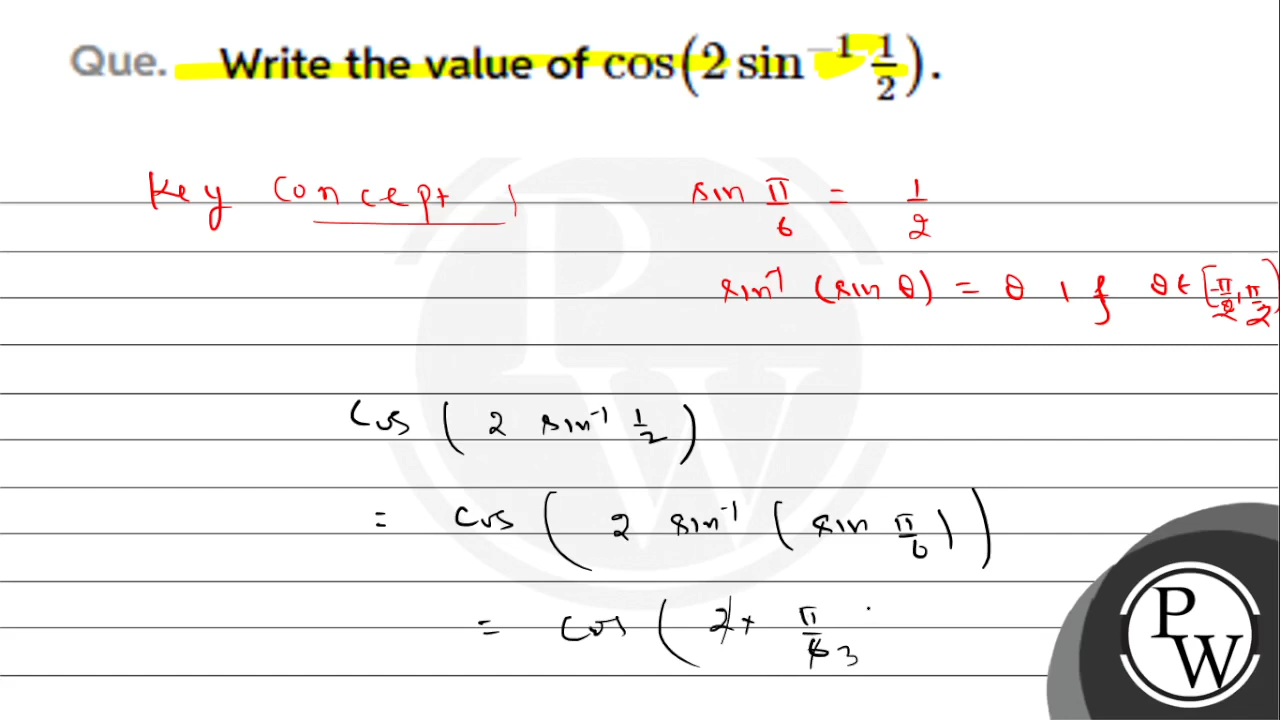 Que. Write the value of cos(2 sin⁻¹ 1/2).
Key Concept |
sin π/6 = 1/2
sin⁻¹ (sin θ) = θ , if θ ∈ [π/2, π/2]
cos ( 2 sin⁻¹ 1/2 )
= cos ( 2 sin⁻¹ ( sin π/6 ) )
= cos ( 2 × π/6 3
PW
PW